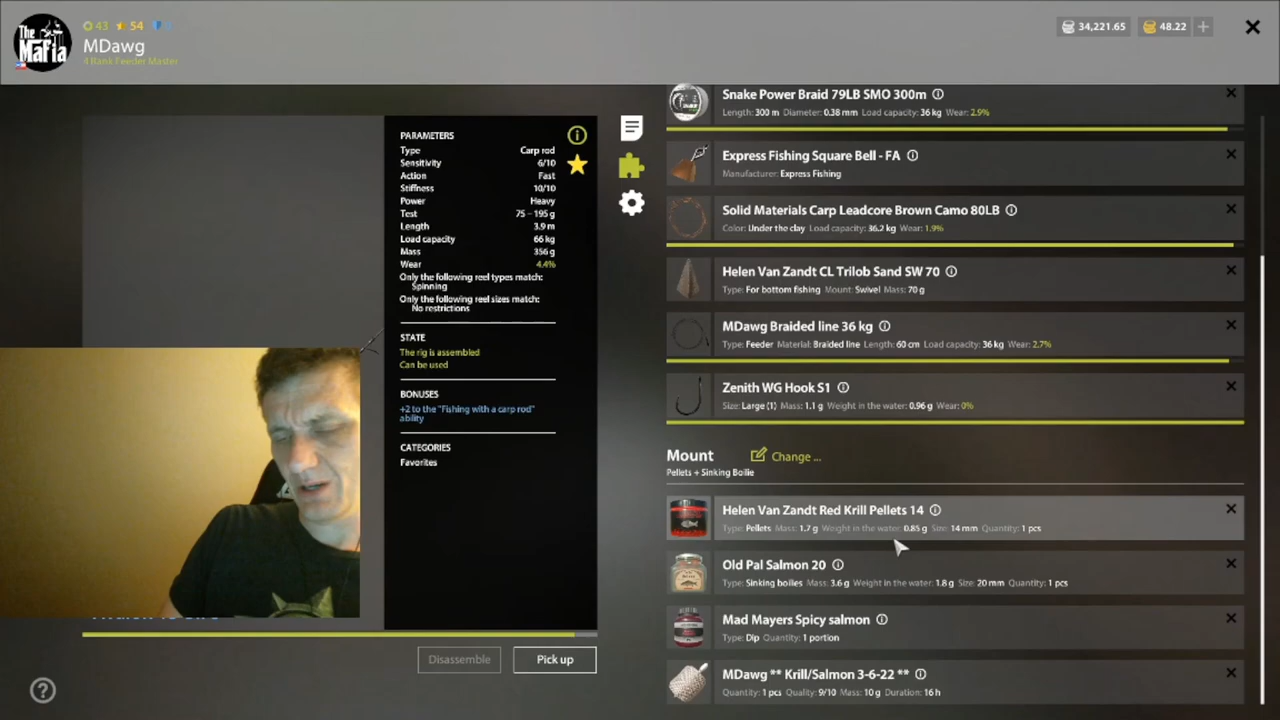 The
Mafia
43 54
MDawg
4 Rank Feeder Master
34,221.65
48.22 +
PARAMETERS
Type Carp rod
Sensitivity 6/10
Action Fast
Stiffness 10/10
Power Heavy
Test 75 – 195 g
Length 3.9 m
Load capacity 66 kg
Mass 356 g
Wear 4.4%
Only the following reel types match:
Spinning
Only the following reel sizes match:
No restrictions
STATE
The rig is assembled
Can be used
BONUSES
+2 to the "Fishing with a carp rod"
ability
CATEGORIES
Favorites
Disassemble
Pick up
?
Snake Power Braid 79LB SMO 300m
Length: 300 m Diameter: 0.38 mm Load capacity: 36 kg Wear: 2.9%
Express Fishing Square Bell - FA
Manufacturer: Express Fishing
Solid Materials Carp Leadcore Brown Camo 80LB
Color: Under the clay Load capacity: 36.2 kg Wear: 1.9%
Helen Van Zandt CL Trilob Sand SW 70
Type: For bottom fishing Mount: Swivel Mass: 70 g
MDawg Braided line 36 kg
Type: Feeder Material: Braided line Length: 60 cm Load capacity: 36 kg Wear: 2.7%
Zenith WG Hook S1
Size: Large (1) Mass: 1.1 g Weight in the water: 0.96 g Wear: 0%
Mount Change ...
Pellets + Sinking Boilie
Helen Van Zandt Red Krill Pellets 14
Type: Pellets Mass: 1.7 g Weight in the water: 0.85 g Size: 14 mm Quantity: 1 pcs
Old Pal Salmon 20
Type: Sinking boilies Mass: 3.6 g Weight in the water: 1.8 g Size: 20 mm Quantity: 1 pcs
Mad Mayers Spicy salmon
Type: Dip Quantity: 1 portion
MDawg ** Krill/Salmon 3-6-22 **
Quantity: 1 pcs Quality: 9/10 Mass: 10 g Duration: 16 h